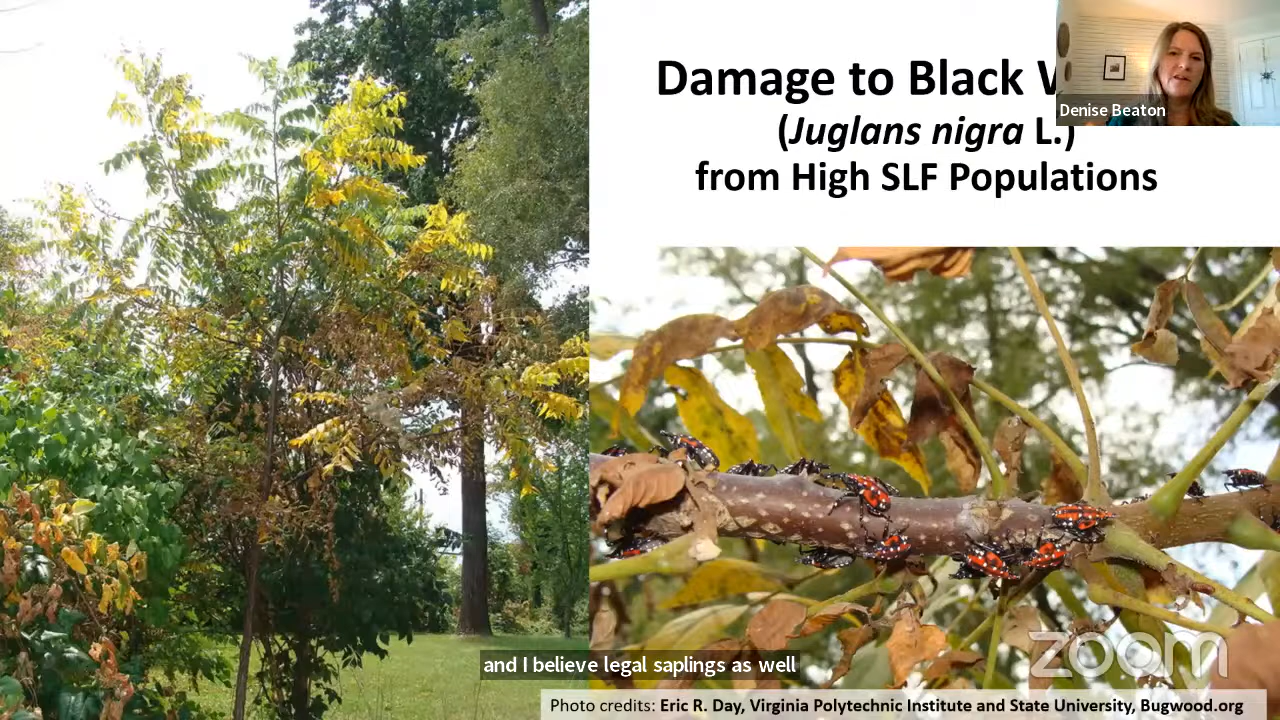 Damage to Black
(Juglans nigra L.)
from High SLF Populations
Denise Beaton
and I believe legal saplings as well
zoom
Photo credits: Eric R. Day, Virginia Polytechnic Institute and State University, Bugwood.org